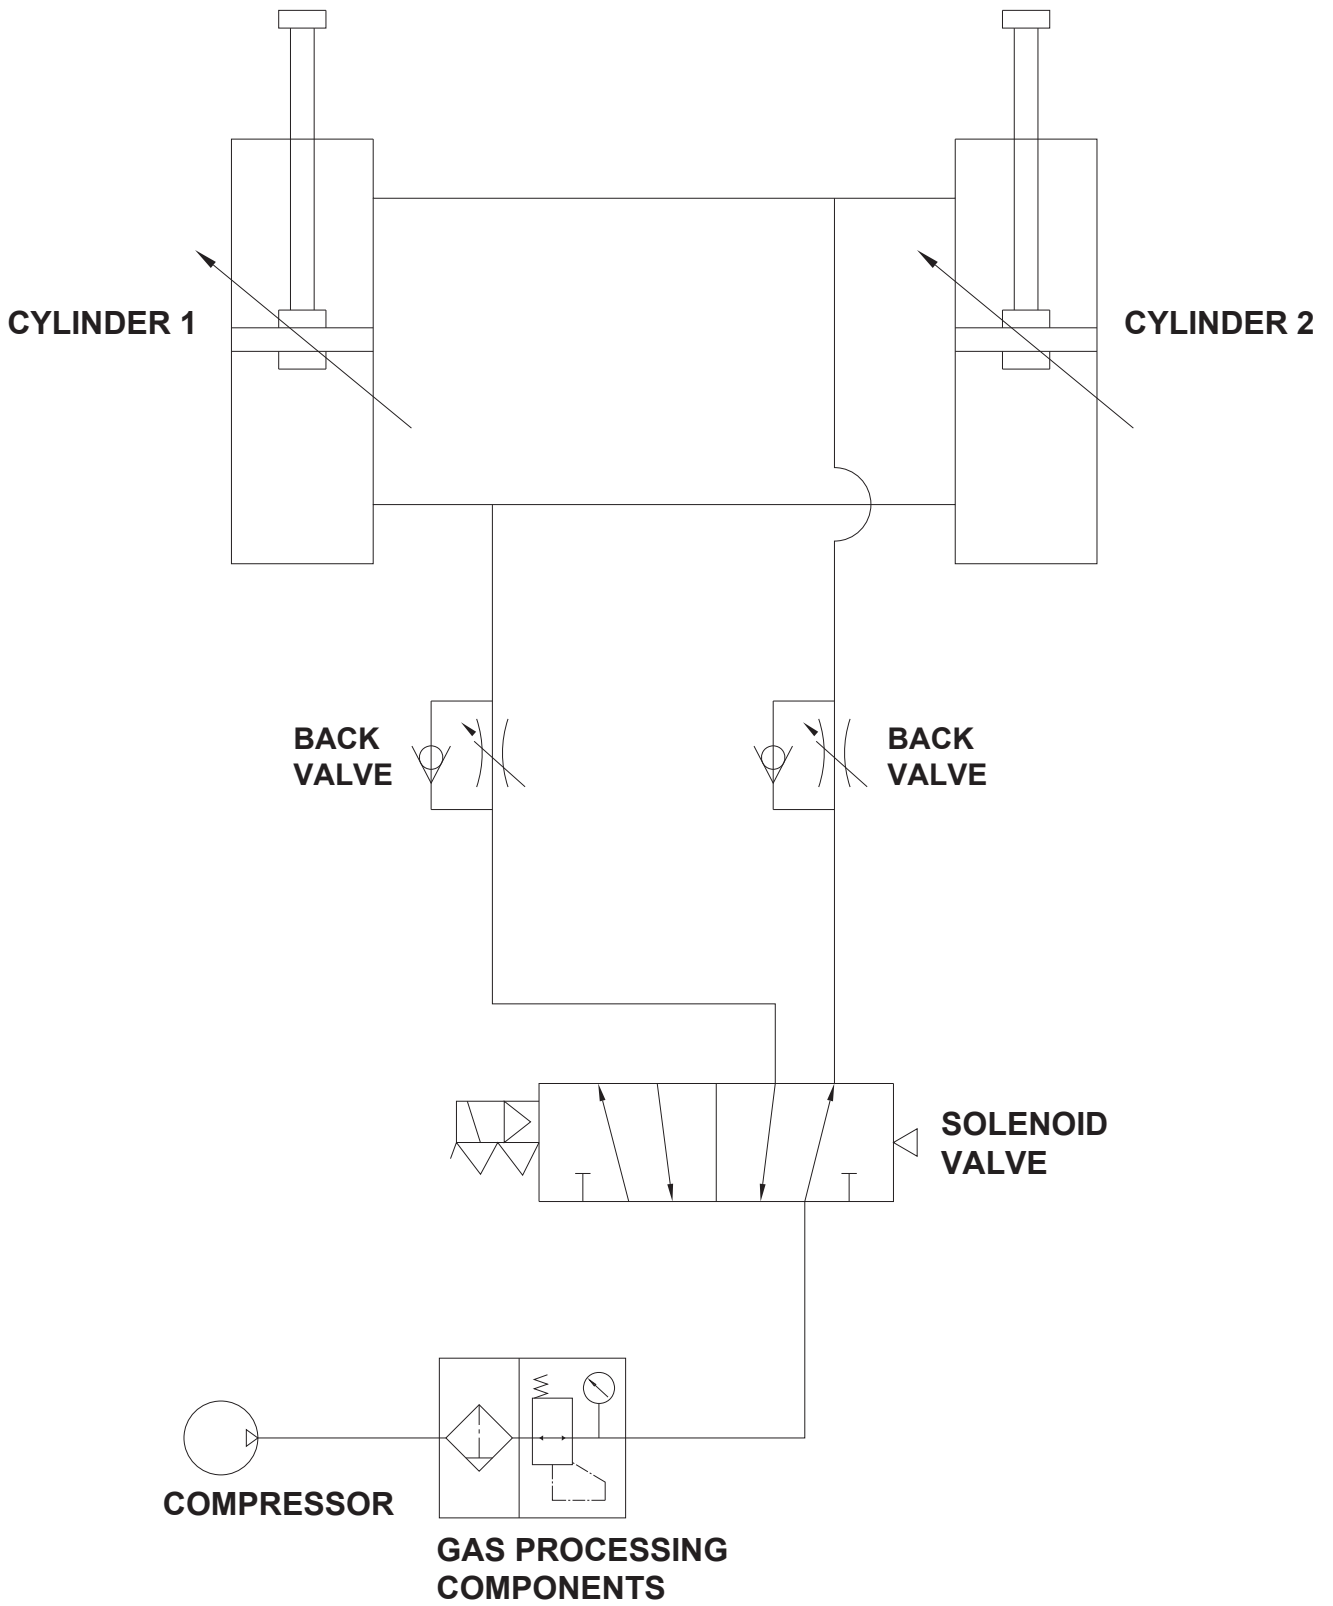 CYLINDER 1
CYLINDER 2
BACK
VALVE
BACK
VALVE
SOLENOID
VALVE
COMPRESSOR
GAS PROCESSING
COMPONENTS